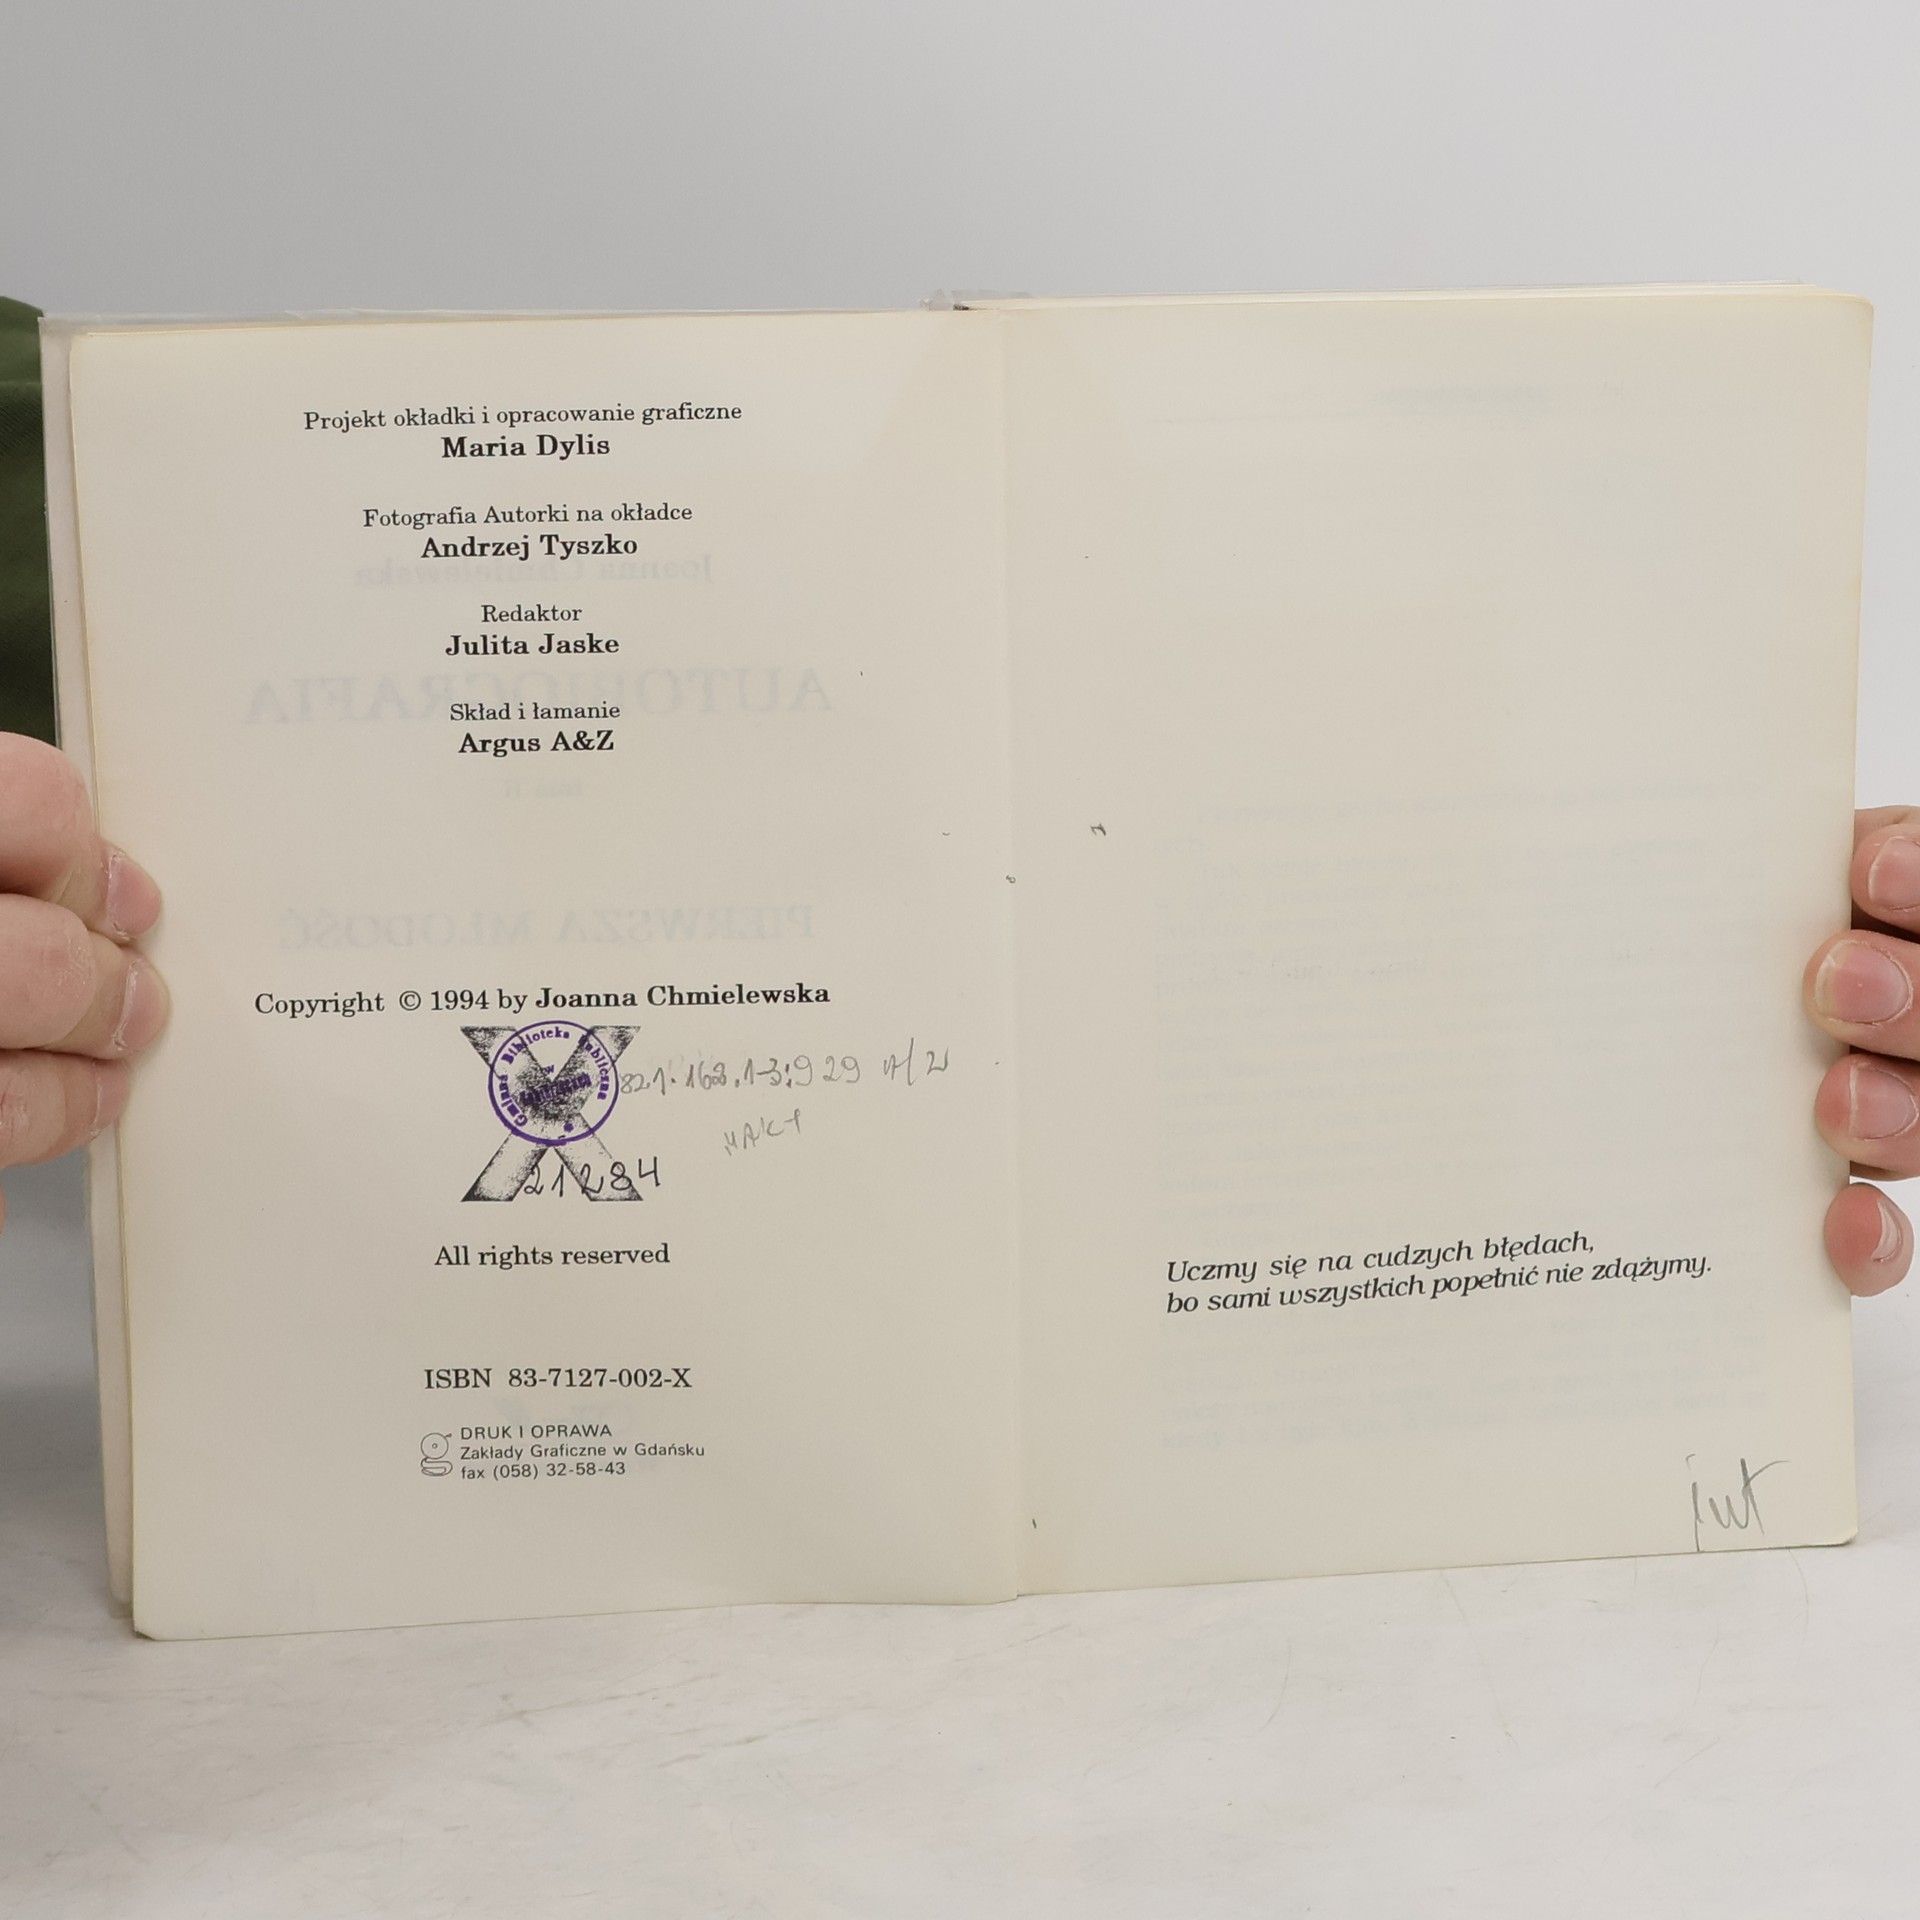 Projekt okładki i opracowanie graficzne
Maria Dylis
Fotografia Autorki na okładce
Andrzej Tyszko
Redaktor
Julita Jaske
Skład i łamanie
Argus A&Z
Copyright © 1994 by Joanna Chmielewska
Gminna Biblioteka Publiczna
w
821.162.1-3:929 A/Z
21284
All rights reserved
ISBN 83-7127-002-X
DRUK I OPRAWA
Zakłady Graficzne w Gdańsku
fax (058) 32-58-43
Uczmy się na cudzych błędach,
bo sami wszystkich popełnić nie zdążymy.